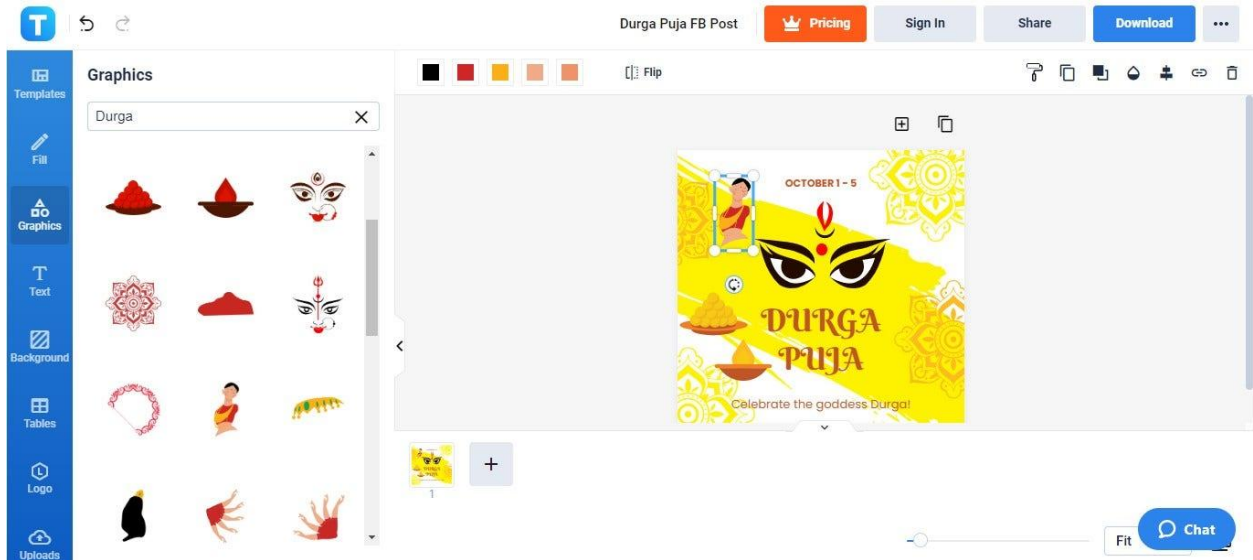 T
Durga Puja FB Post
Pricing
Sign In
Share
Download
Templates
Fill
Graphics
Text
Background
Tables
Logo
Uploads
Graphics
Durga
Flip
OCTOBER 1 - 5
DURGA
PUJA
Celebrate the goddess Durga!
1
Fit
Chat